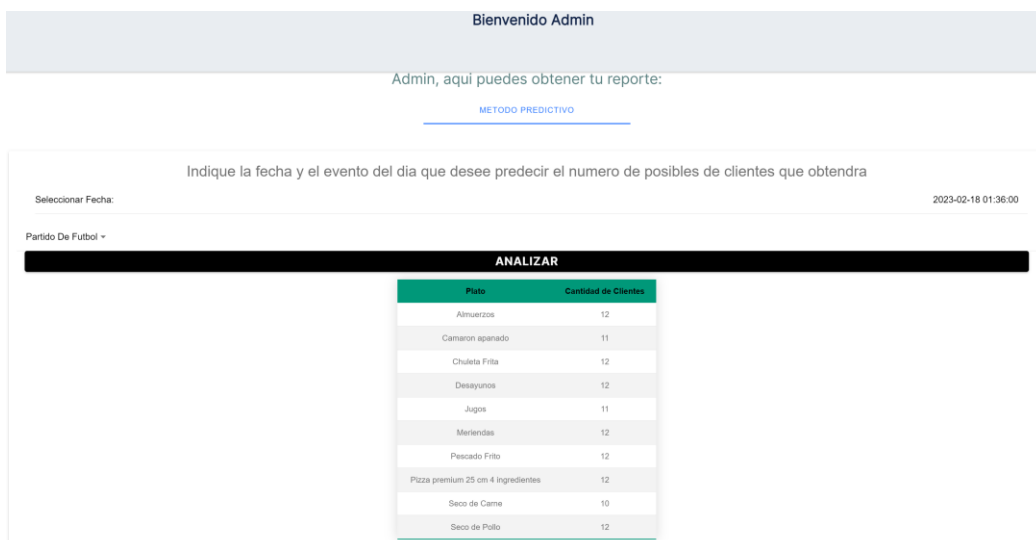 Bienvenido Admin
Admin, aqui puedes obtener tu reporte:
METODO PREDICTIVO
Indique la fecha y el evento del dia que desee predecir el numero de posibles de clientes que obtendra
Seleccionar Fecha: 2023-02-18 01:36:00
Partido De Futbol
ANALIZAR
Plato Cantidad de Clientes
Almuerzos 12
Camaron apanado 11
Chuleta Frita 12
Desayunos 12
Jugos 11
Meriendas 12
Pescado Frito 12
Pizza premium 25 cm 4 ingredientes 12
Seco de Carne 10
Seco de Pollo 12